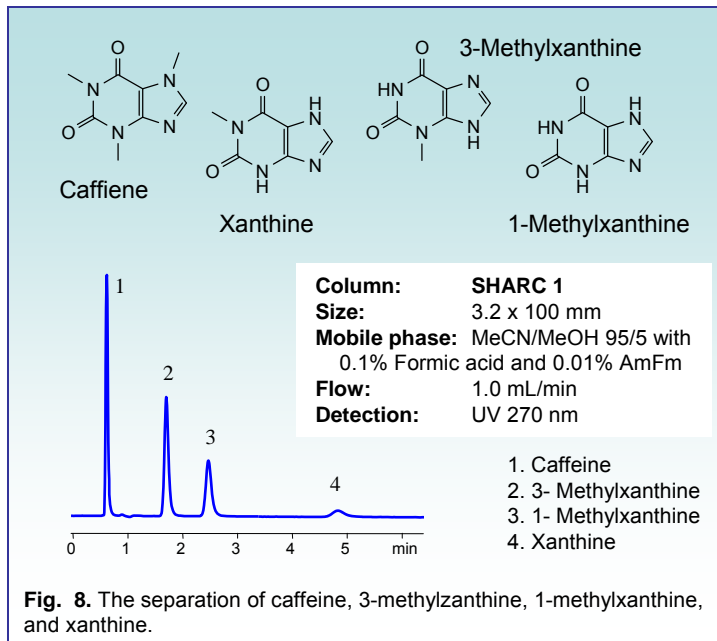 3-Methylxanthine
O
N
N
O
N
N
Caffiene
O
H
N
N
O
N
H
N
Xanthine
O
HN
N
O
N
N
H
O
H
N
HN
O
N
H
N
1-Methylxanthine
Column: SHARC 1
Size: 3.2 x 100 mm
Mobile phase: MeCN/MeOH 95/5 with
0.1% Formic acid and 0.01% AmFm
Flow: 1.0 mL/min
Detection: UV 270 nm
1
2
3
4
0 1 2 3 4 5 min
1. Caffeine
2. 3- Methylxanthine
3. 1- Methylxanthine
4. Xanthine
Fig. 8. The separation of caffeine, 3-methylzanthine, 1-methylxanthine,
and xanthine.